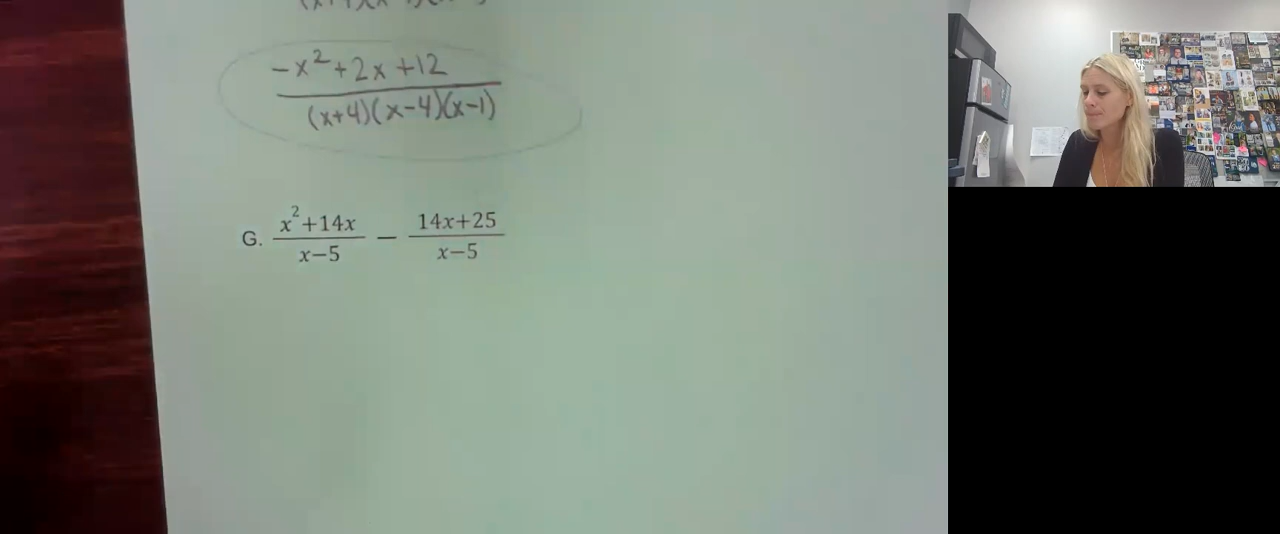 -x²+2x+12
(x+4)(x-4)(x-1)
G. x²+14x / x-5 - 14x+25 / x-5